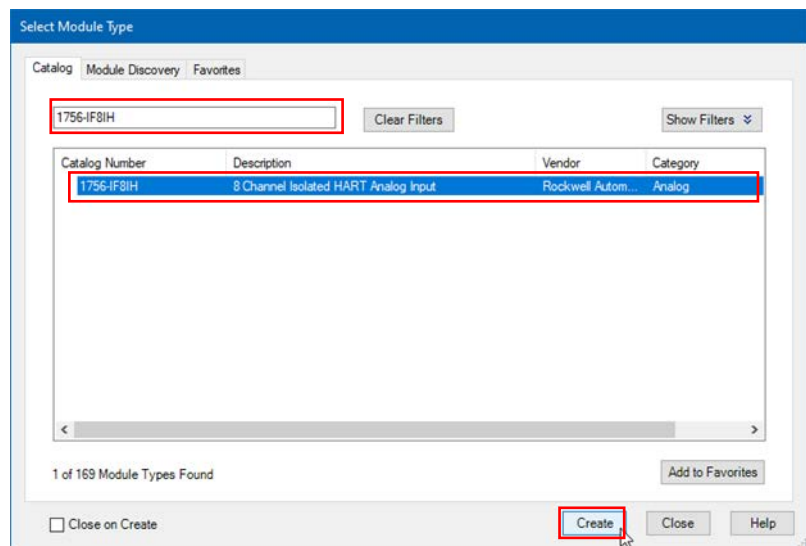 Select Module Type
Catalog Module Discovery Favorites
1756-IF8IH Clear Filters Show Filters
Catalog Number Description Vendor Category
1756-IF8IH 8 Channel Isolated HART Analog Input Rockwell Autom... Analog
1 of 169 Module Types Found Add to Favorites
Close on Create Create Close Help